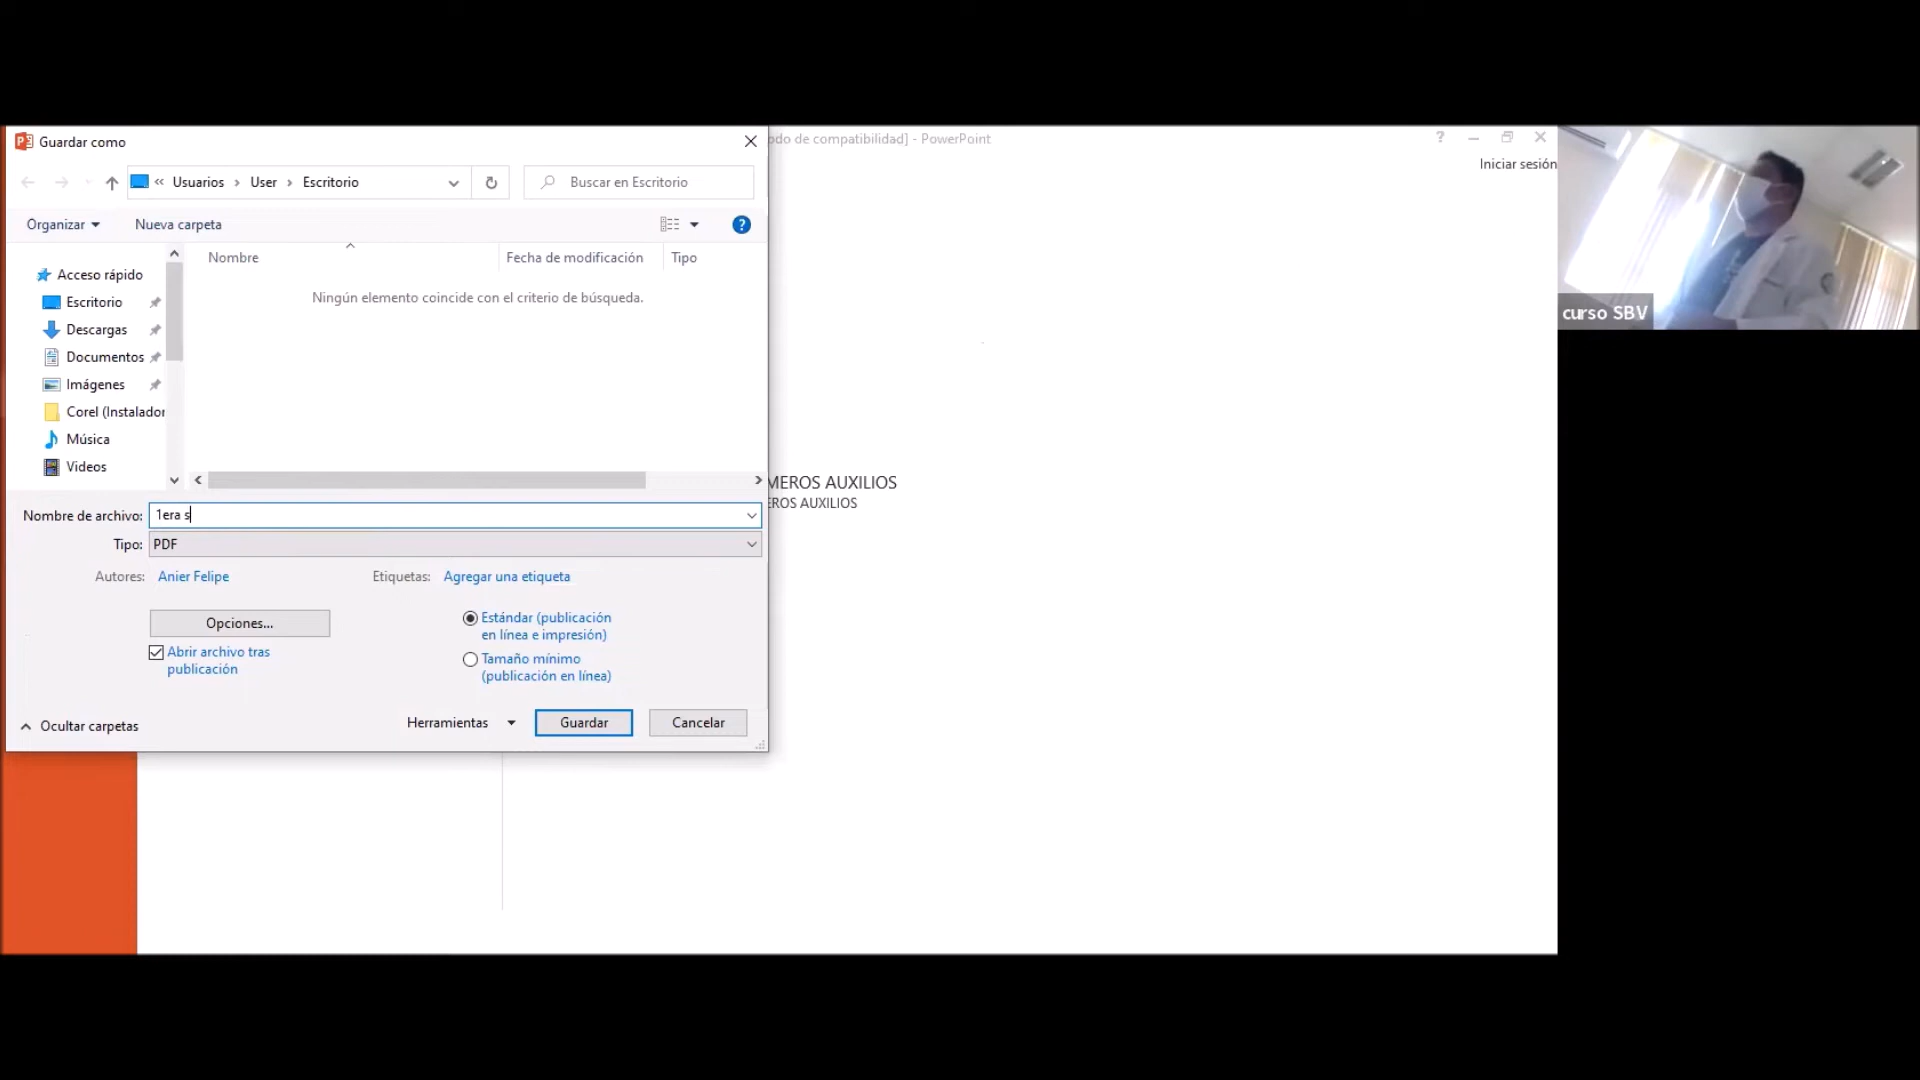 Guardar como
odo de compatibilidad] - PowerPoint
?
Iniciar sesión
« Usuarios › User › Escritorio
Buscar en Escritorio
Organizar
Nueva carpeta
?
Nombre
Fecha de modificación
Tipo
Ningún elemento coincide con el criterio de búsqueda.
Acceso rápido
Escritorio
Descargas
Documentos
Imágenes
Corel (Instalador
Música
Videos
curso SBV
MEROS AUXILIOS
EROS AUXILIOS
Nombre de archivo: 1era s
Tipo: PDF
Autores: Anier Felipe
Etiquetas: Agregar una etiqueta
Opciones...
Abrir archivo tras
publicación
Estándar (publicación
en línea e impresión)
Tamaño mínimo
(publicación en línea)
Ocultar carpetas
Herramientas
Guardar
Cancelar